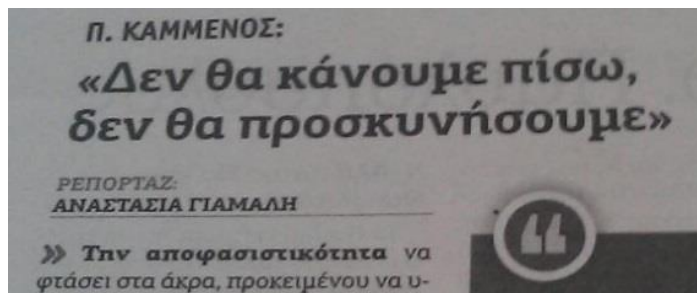 Π. ΚΑΜΜΕΝΟΣ:
«Δεν θα κάνουμε πίσω,
δεν θα προσκυνήσουμε»
ΡΕΠΟΡΤΑΖ:
ΑΝΑΣΤΑΣΙΑ ΓΙΑΜΑΛΗ
» Την αποφασιστικότητα να
φτάσει στα άκρα, προκειμένου να υ-